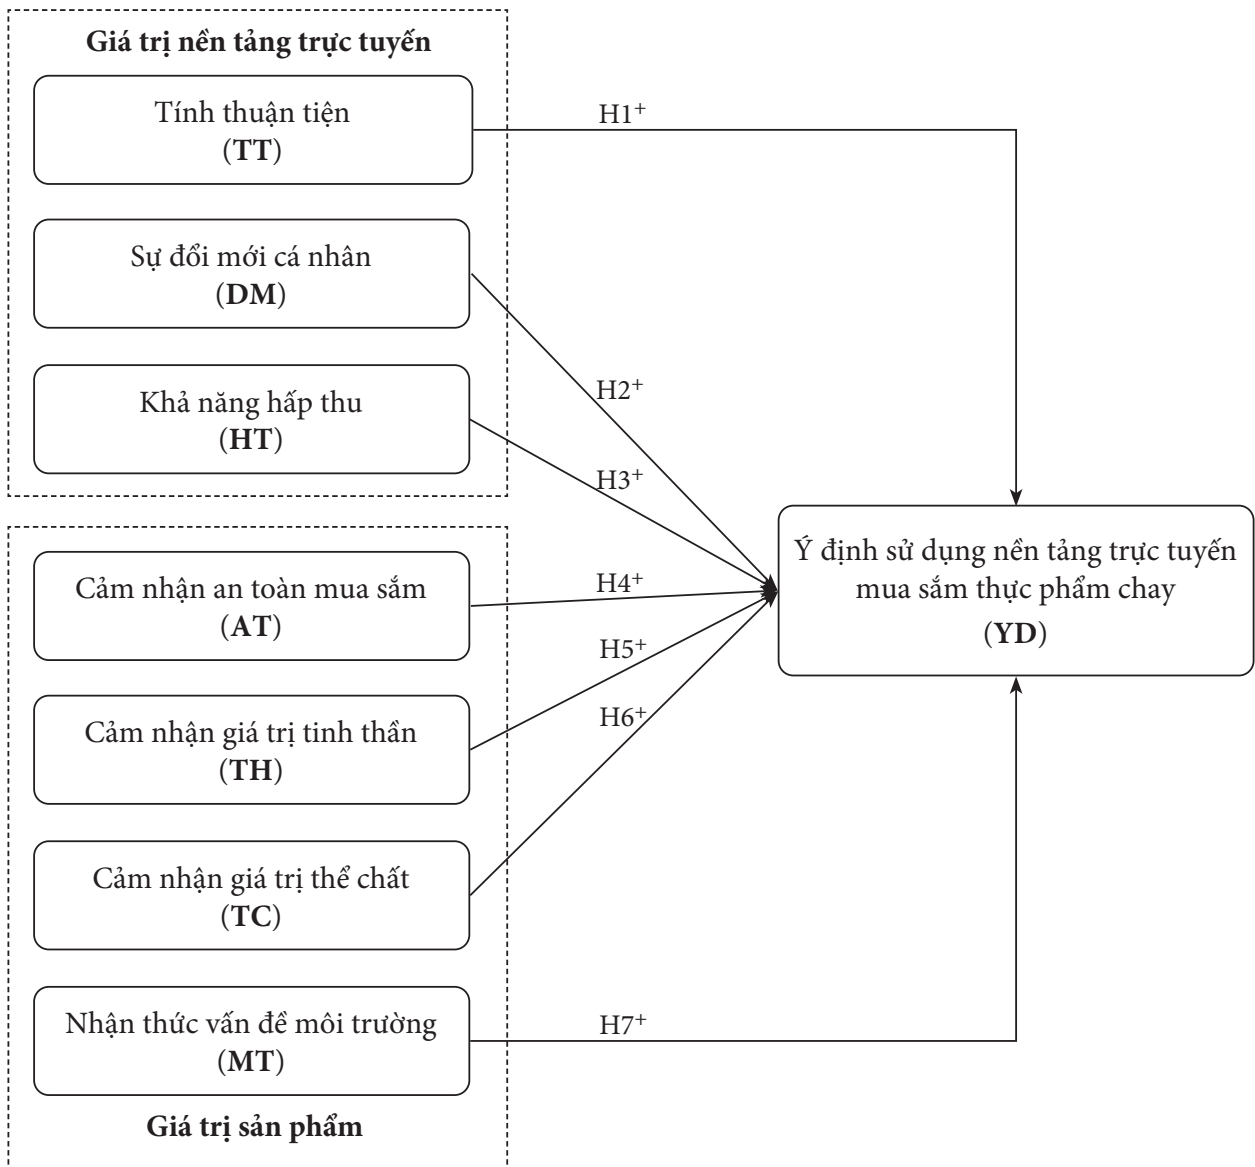 Giá trị nền tảng trực tuyến
Tính thuận tiện
(TT)
H1+
Sự đổi mới cá nhân
(DM)
H2+
Khả năng hấp thu
(HT)
H3+
Cảm nhận an toàn mua sắm
(AT)
H4+
Cảm nhận giá trị tinh thần
(TH)
H5+
Cảm nhận giá trị thể chất
(TC)
H6+
Nhận thức vấn đề môi trường
(MT)
H7+
Giá trị sản phẩm
Ý định sử dụng nền tảng trực tuyến
mua sắm thực phẩm chay
(YD)